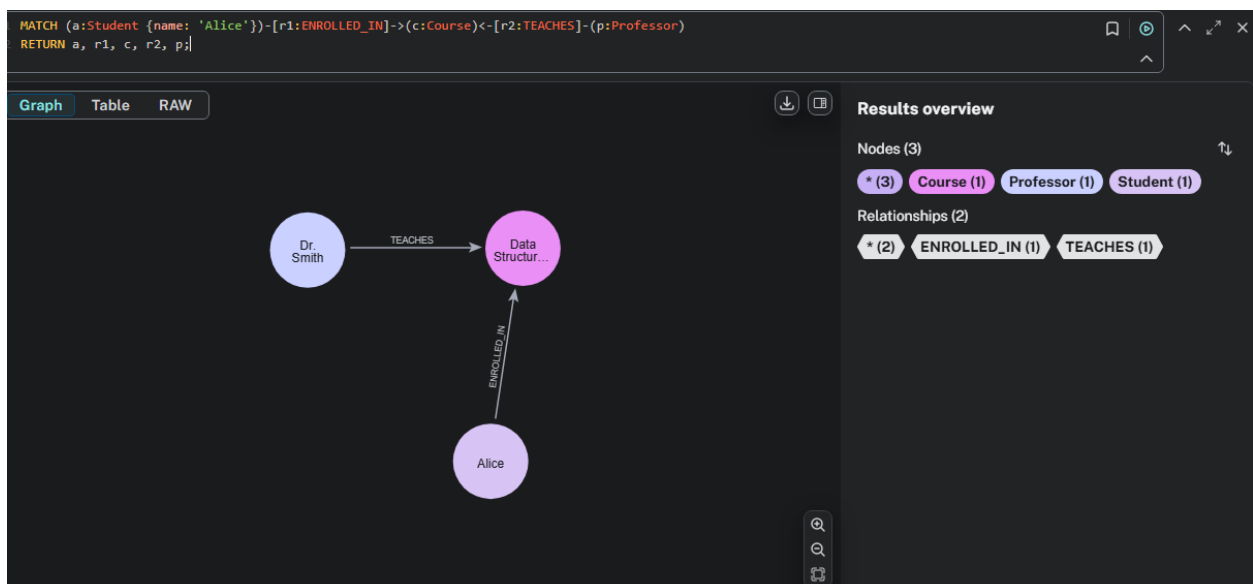 1 MATCH (a:Student {name: 'Alice'})-[r1:ENROLLED_IN]->(c:Course)<-[r2:TEACHES]-(p:Professor)
2 RETURN a, r1, c, r2, p;
Graph Table RAW
Results overview
Nodes (3)
* (3) Course (1) Professor (1) Student (1)
Relationships (2)
* (2) ENROLLED_IN (1) TEACHES (1)
Dr.
Smith
TEACHES
Data
Structur...
ENROLLED_IN
Alice